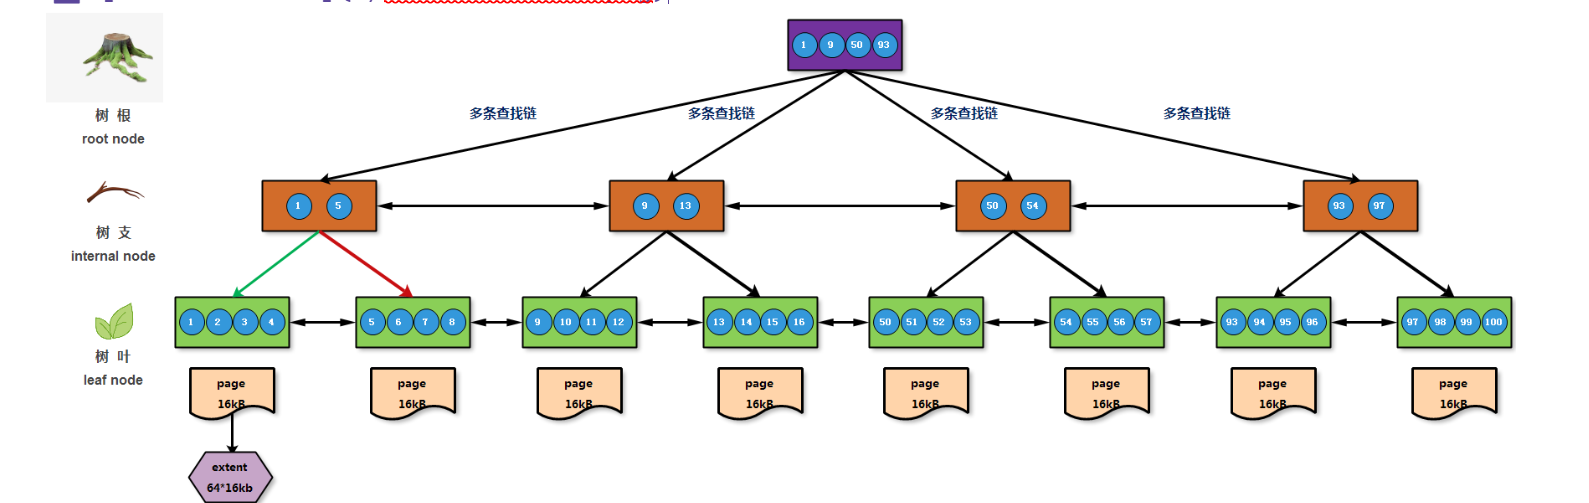 1 9 50 93
多条查找链 多条查找链 多条查找链 多条查找链
树 根
root node
1 5 9 13 50 54 93 97
树 支
internal node
1 2 3 4 5 6 7 8 9 10 11 12 13 14 15 16 50 51 52 53 54 55 56 57 93 94 95 96 97 98 99 100
树 叶
leaf node
page page page page page page page page
16kB 16kB 16kB 16kB 16kB 16kB 16kB 16kB
extent
64*16kb